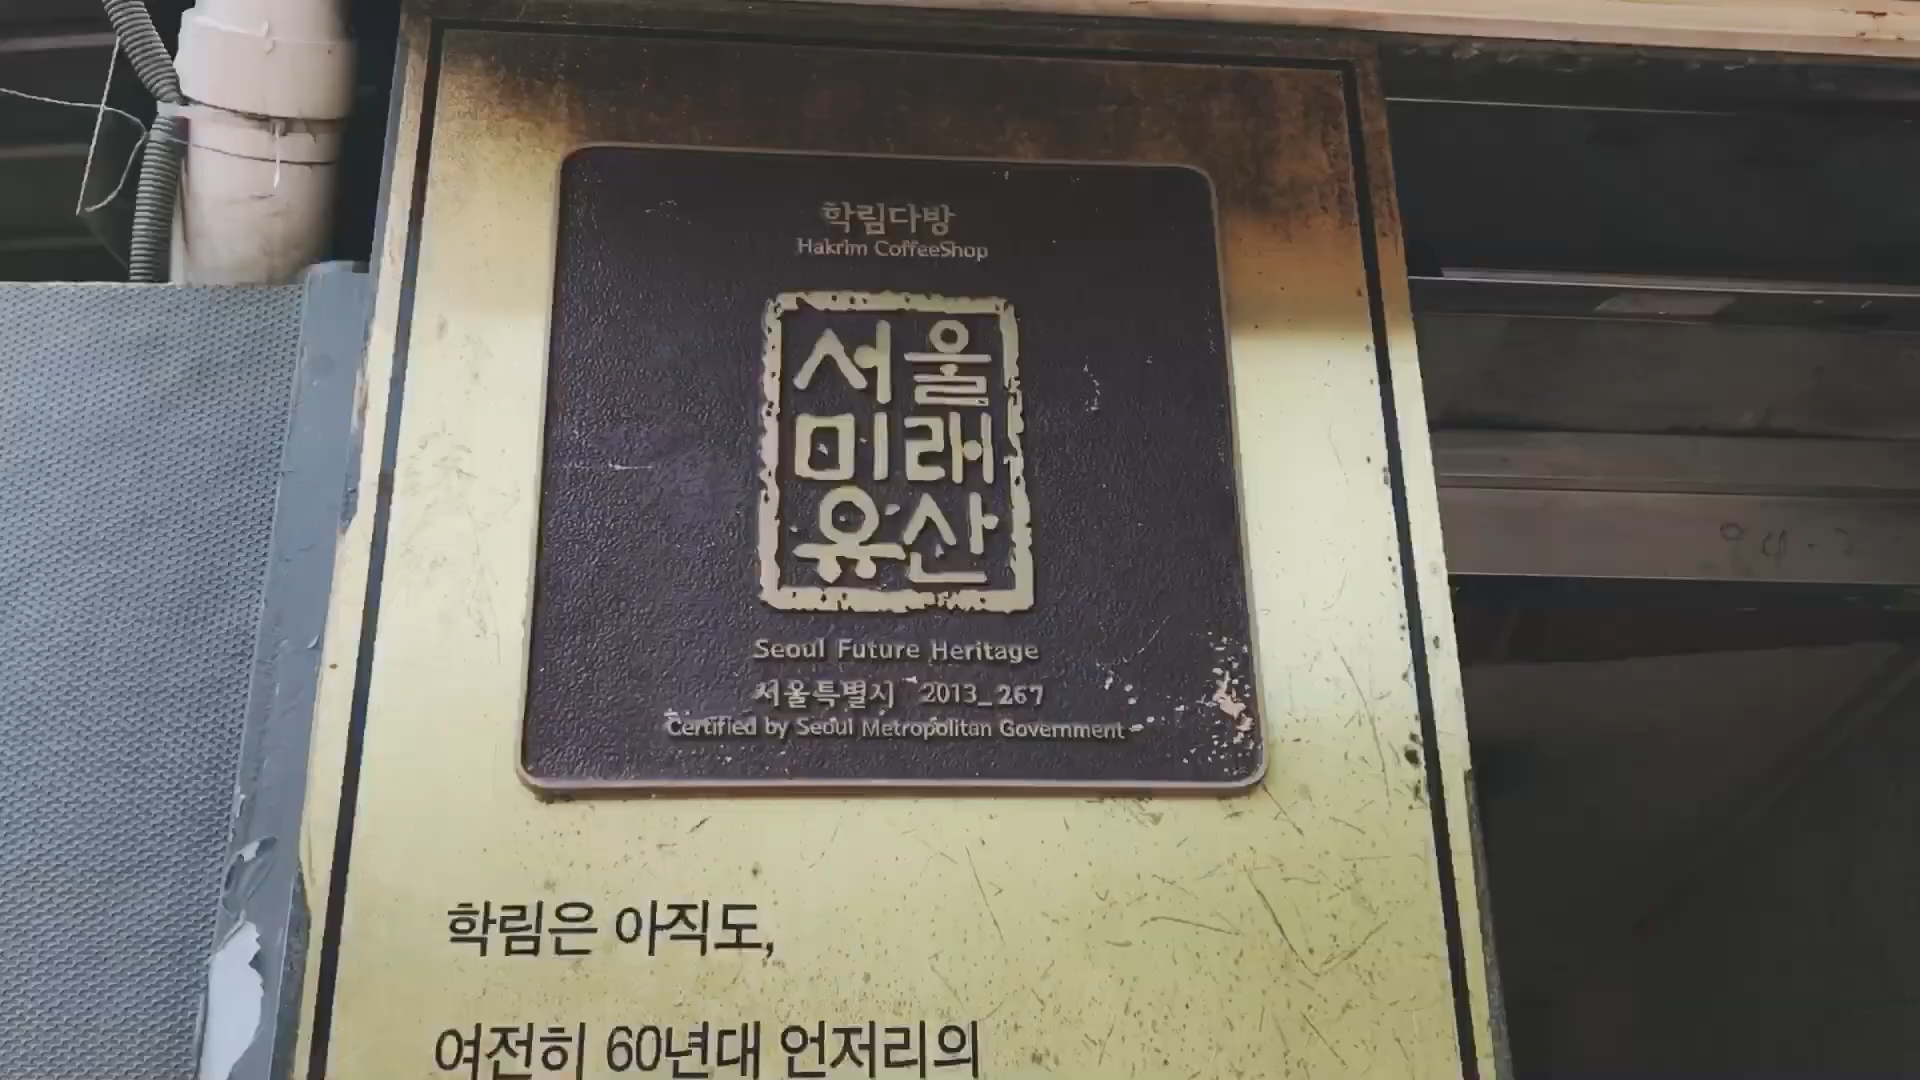 학림다방
Hakrim CoffeeShop
서울
미래
유산
Seoul Future Heritage
서울특별시 2013_267
Certified by Seoul Metropolitan Government
학림은 아직도,
여전히 60년대 언저리의